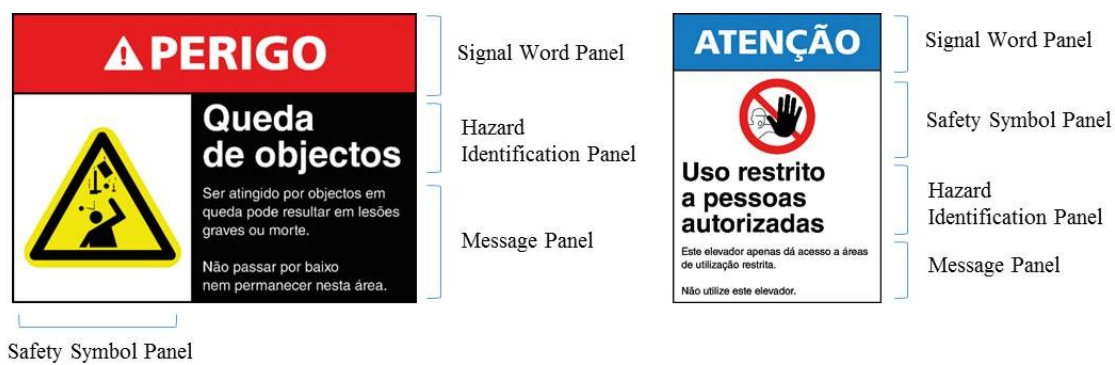 PERIGO
Queda
de objectos
Ser atingido por objectos em
queda pode resultar em lesões
graves ou morte.
Não passar por baixo
nem permanecer nesta área.
Signal Word Panel
Hazard
Identification Panel
Message Panel
Safety Symbol Panel
ATENÇÃO
Uso restrito
a pessoas
autorizadas
Este elevador apenas dá acesso a áreas
de utilização restrita.
Não utilize este elevador.
Signal Word Panel
Safety Symbol Panel
Hazard
Identification Panel
Message Panel